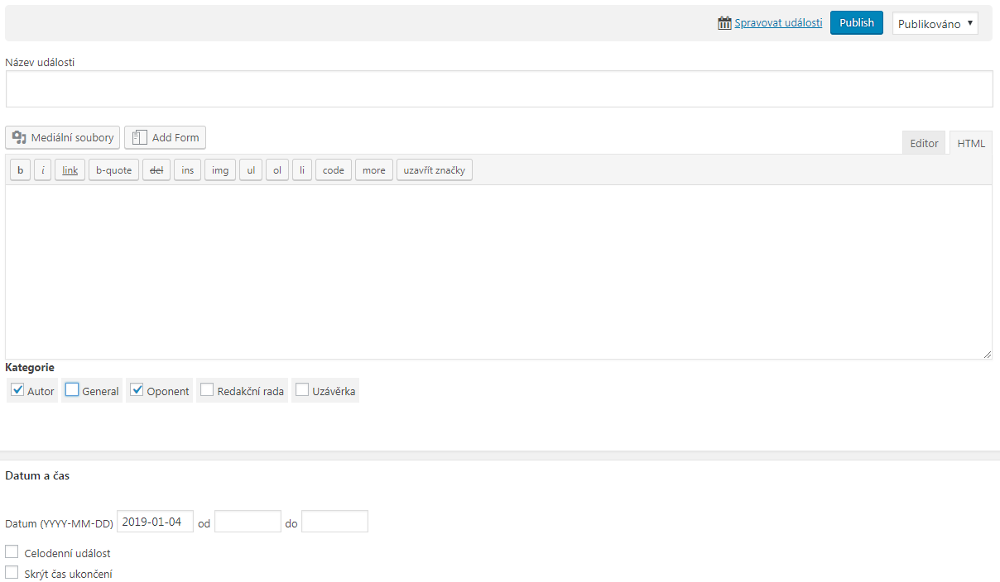 Spravovat události Publish Publikováno
Název události
Mediální soubory Add Form
Editor HTML
b i link b-quote del ins img ul ol li code more uzavřít značky
Kategorie
Autor General Oponent Redakční rada Uzávěrka
Datum a čas
Datum (YYYY-MM-DD) 2019-01-04 od do
Celodenní událost
Skrýt čas ukončení